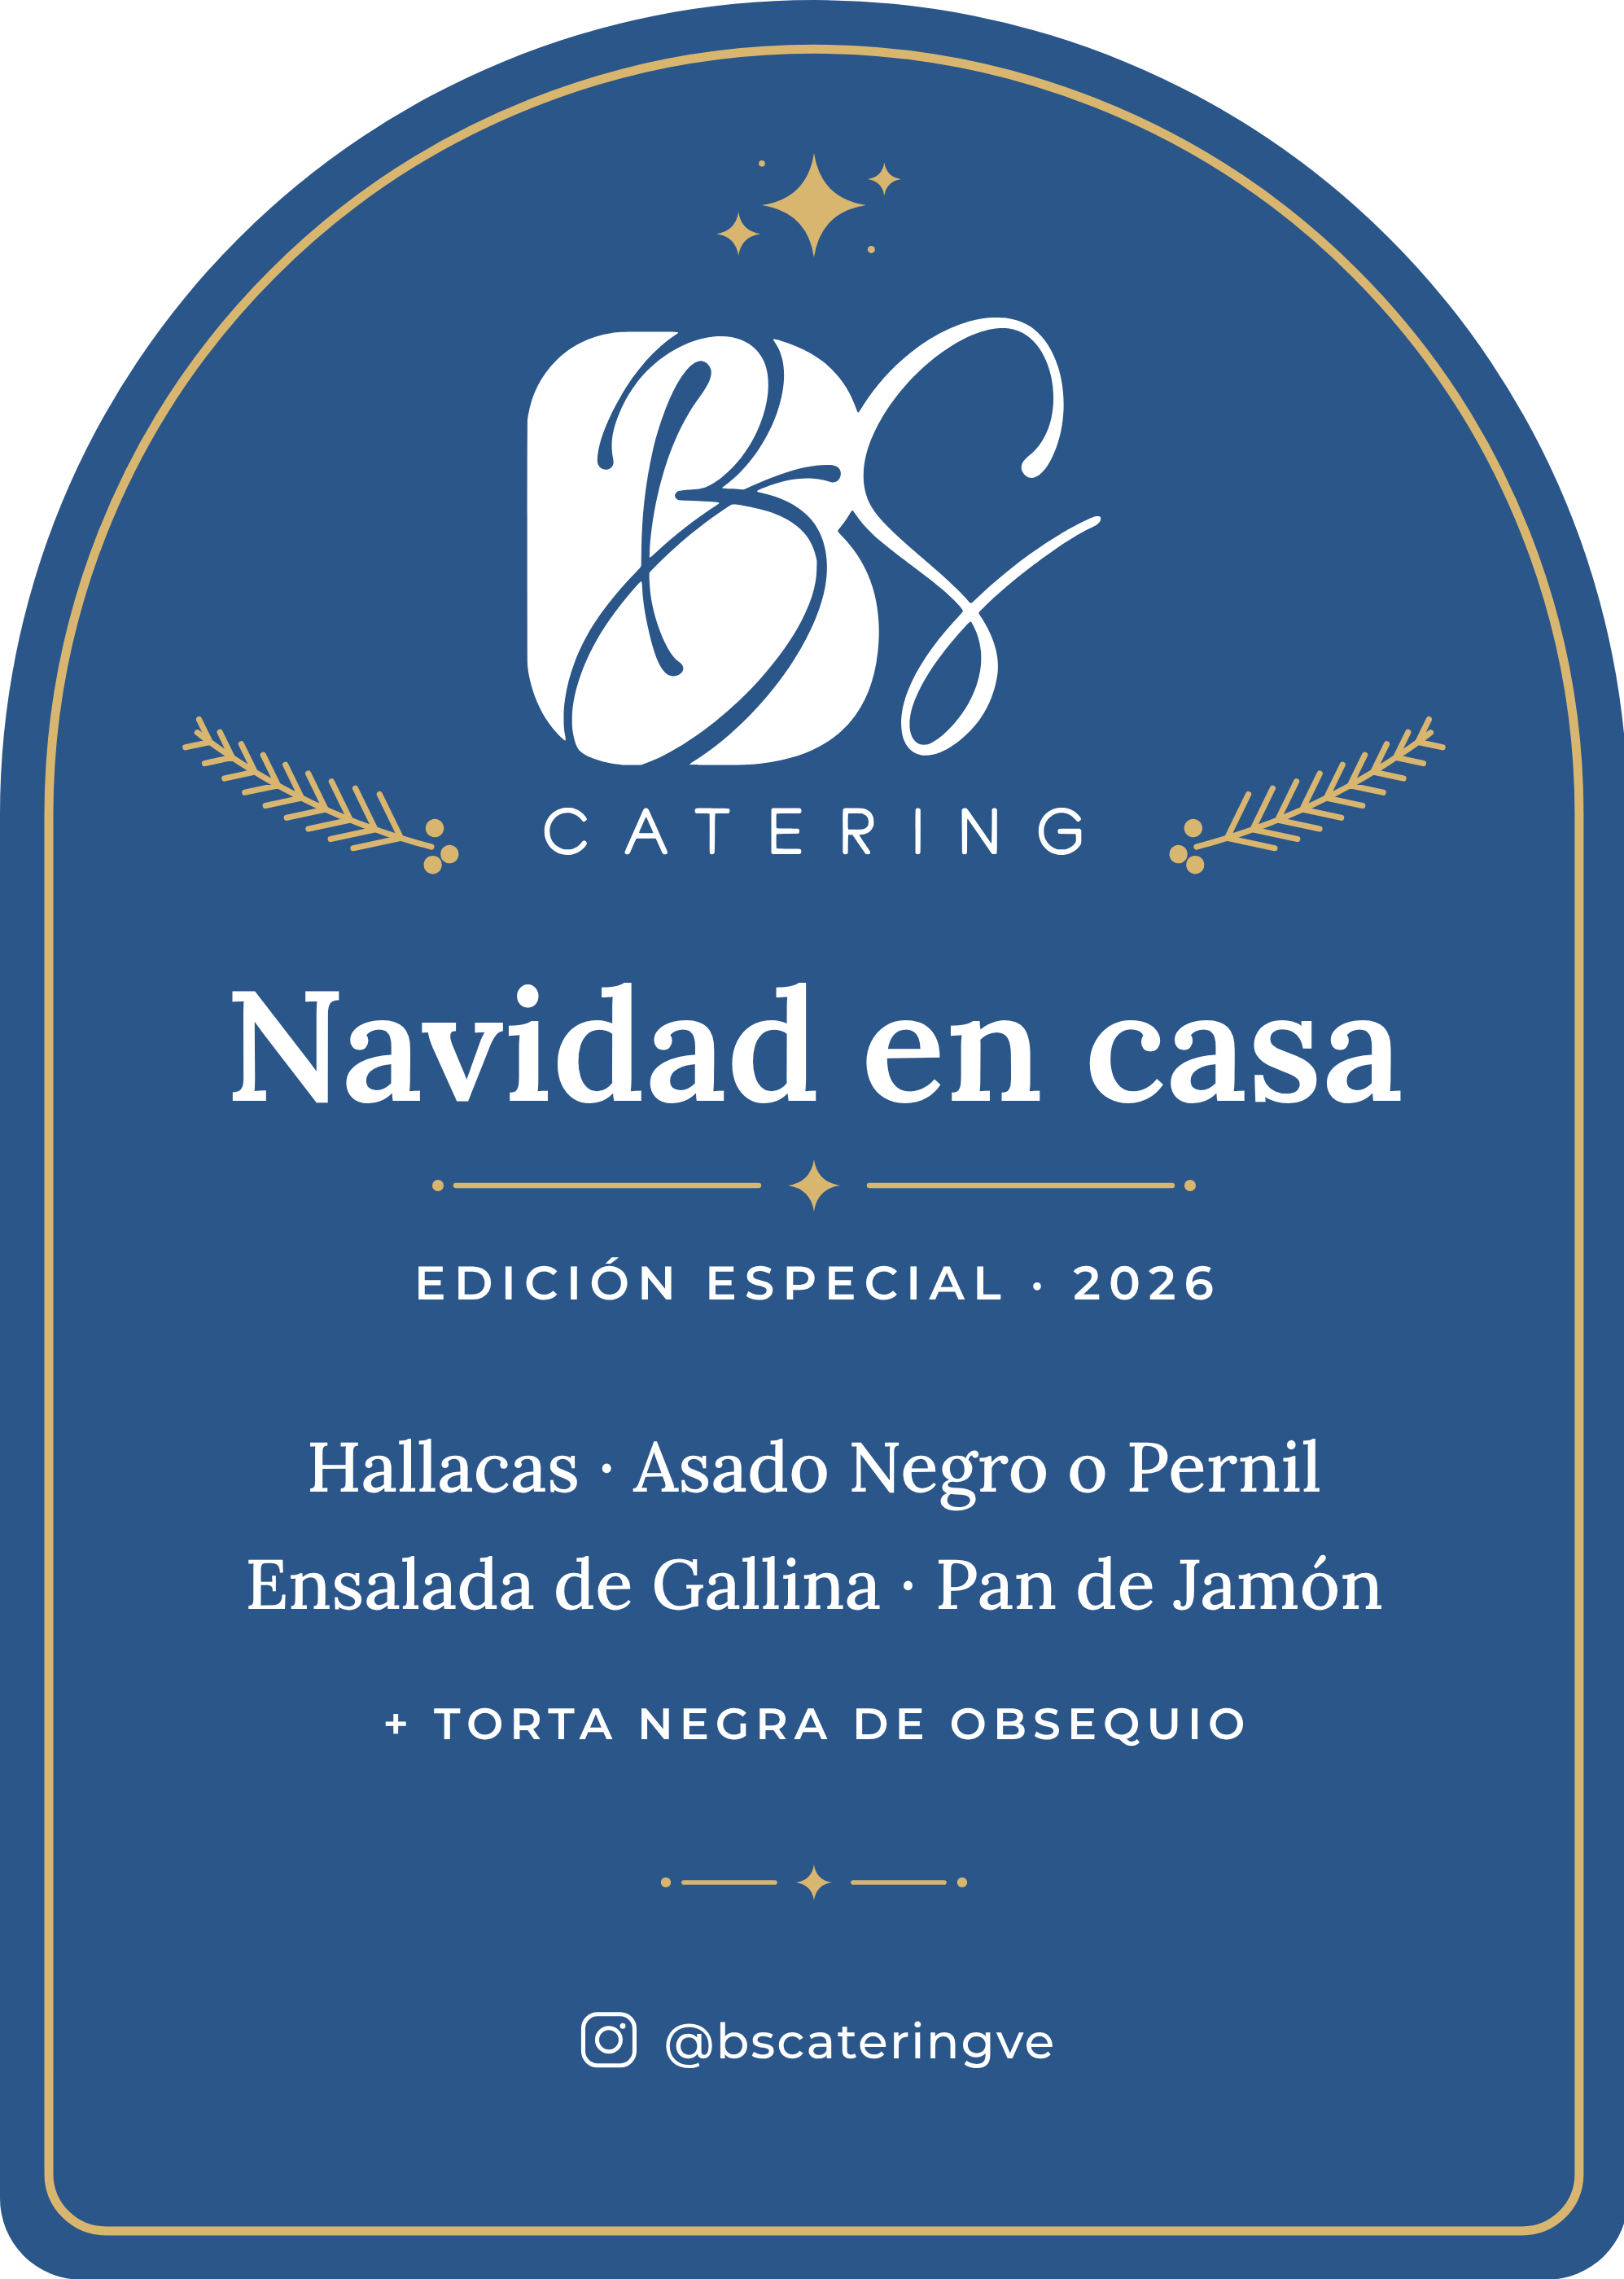 BS
CATERING
Navidad en casa
EDICIÓN ESPECIAL · 2026
Hallacas · Asado Negro o Pernil
Ensalada de Gallina · Pan de Jamón
+ TORTA NEGRA DE OBSEQUIO
@bscateringve